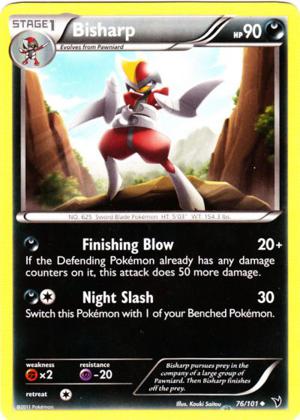 STAGE1
Bisharp
HP90
Evolves from Pawniard
NO. 625 Sword Blade Pokémon HT: 5'03" WT: 154.3 lbs.
Finishing Blow 20+
If the Defending Pokémon already has any damage
counters on it, this attack does 50 more damage.
Night Slash 30
Switch this Pokémon with 1 of your Benched Pokémon.
weakness
×2
resistance
-20
retreat
Bisharp pursues prey in the
company of a large group of
Pawniard. Then Bisharp finishes
off the prey.
©2011 Pokémon
Illus. Kouki Saitou
76/101